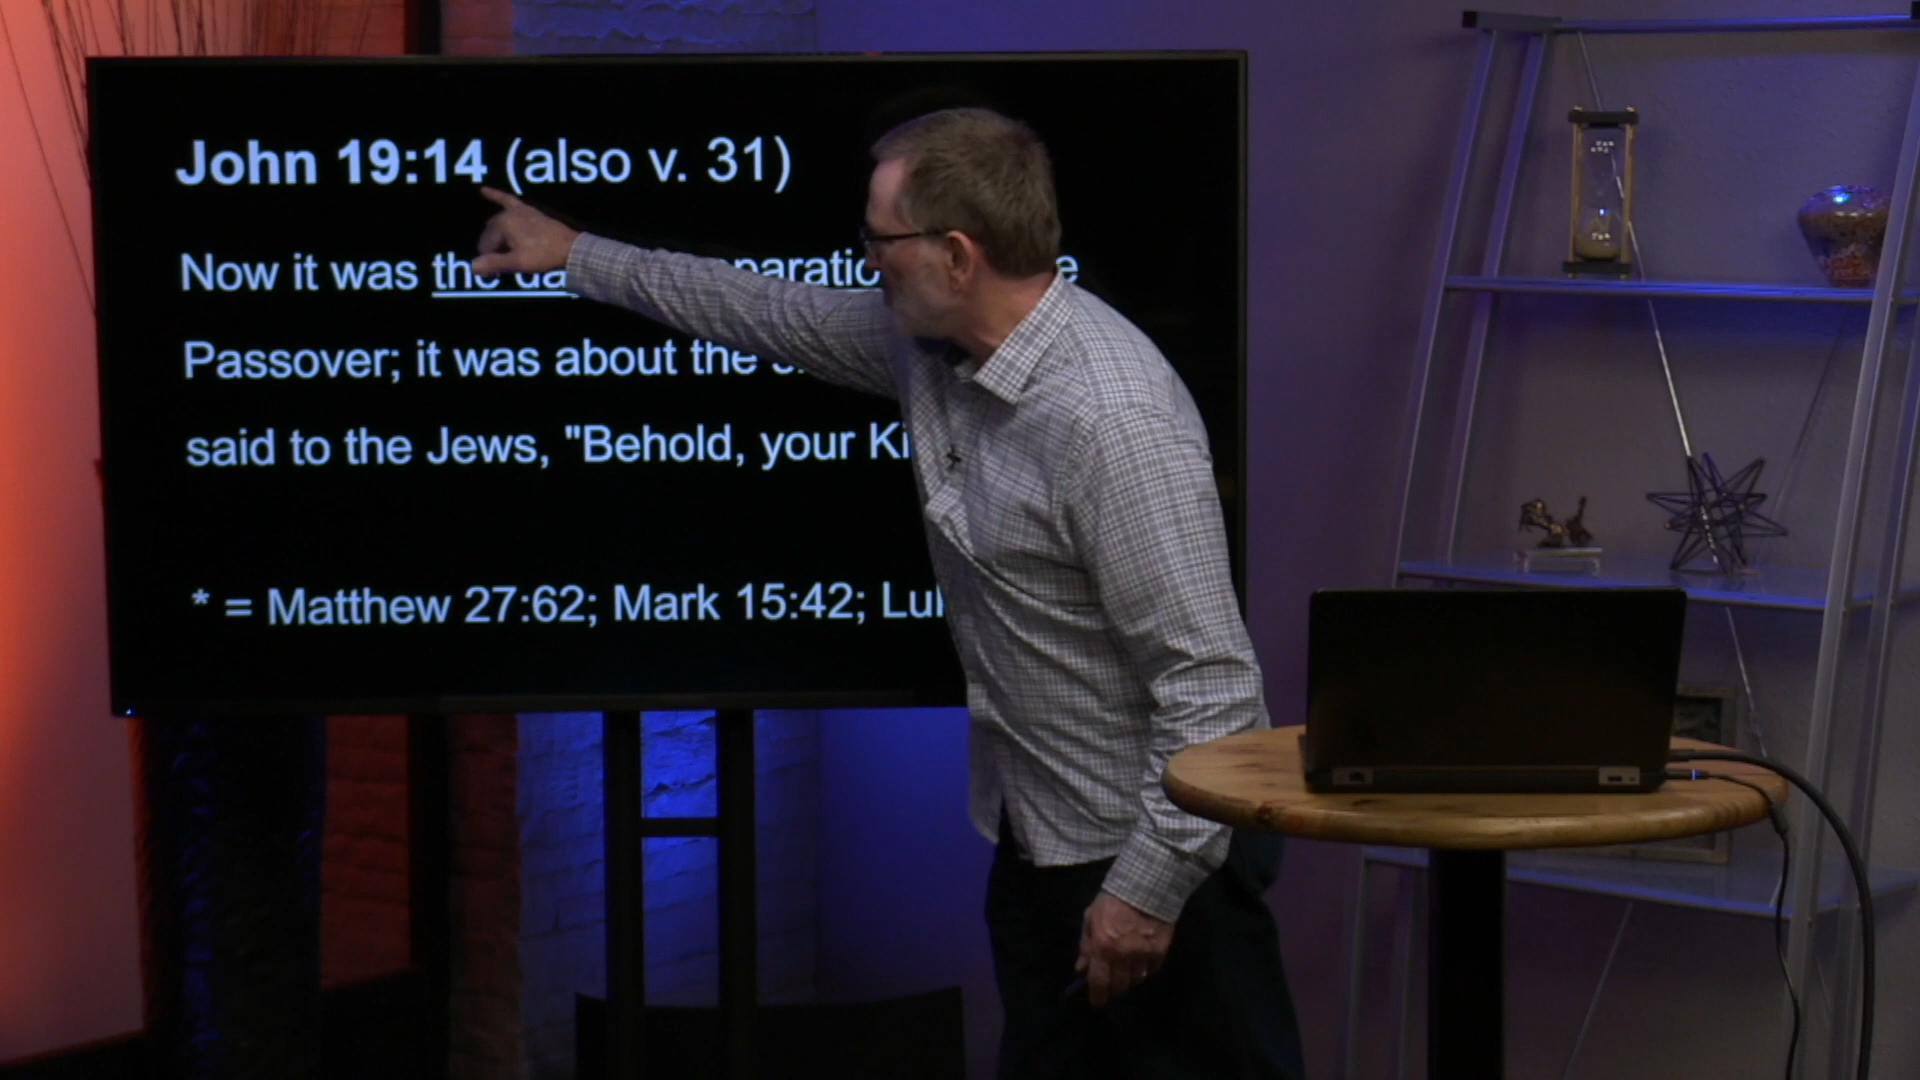 John 19:14 (also v. 31)
Now it was the
Passover; it was about the
said to the Jews, "Behold, your
* = Matthew 27:62; Mark 15:42;